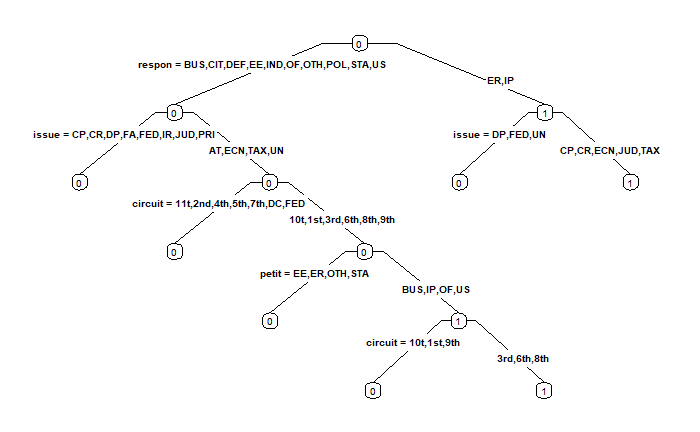 0
respon = BUS,CIT,DEF,EE,IND,OF,OTH,POL,STA,US
ER,IP
0
1
issue = CP,CR,DP,FA,FED,IR,JUD,PRI
issue = DP,FED,UN
AT,ECN,TAX,UN
CP,CR,ECN,JUD,TAX
0
0
0
1
circuit = 11t,2nd,4th,5th,7th,DC,FED
10t,1st,3rd,6th,8th,9th
0
0
petit = EE,ER,OTH,STA
BUS,IP,OF,US
0
1
circuit = 10t,1st,9th
3rd,6th,8th
0
1